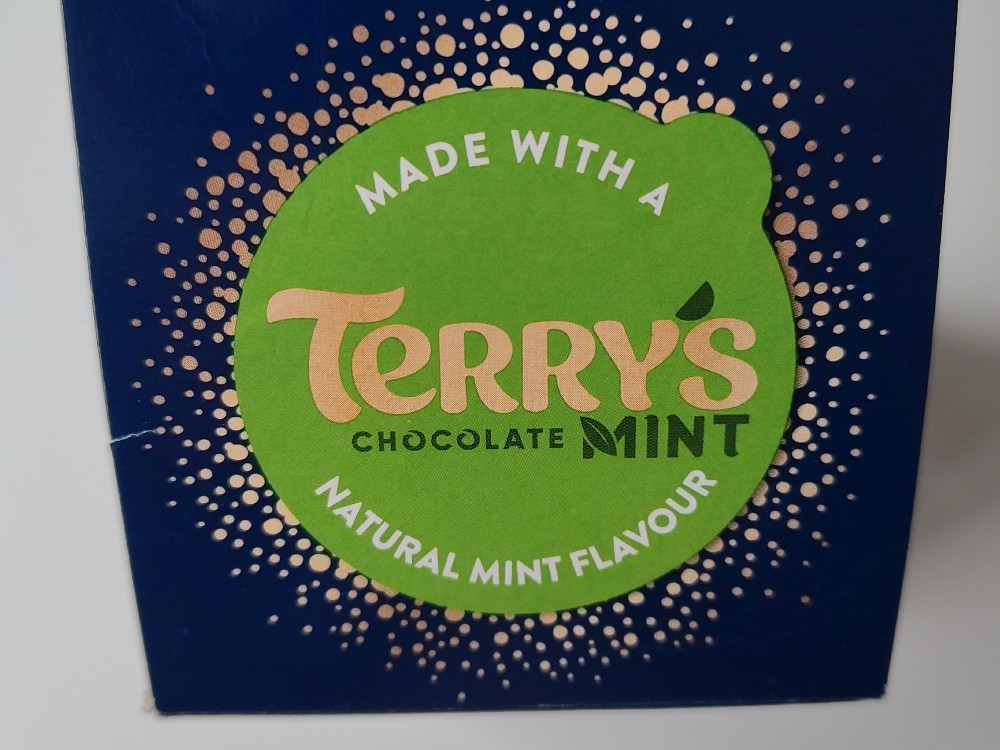 MADE WITH A
TERRY'S
CHOCOLATE MINT
NATURAL MINT FLAVOUR